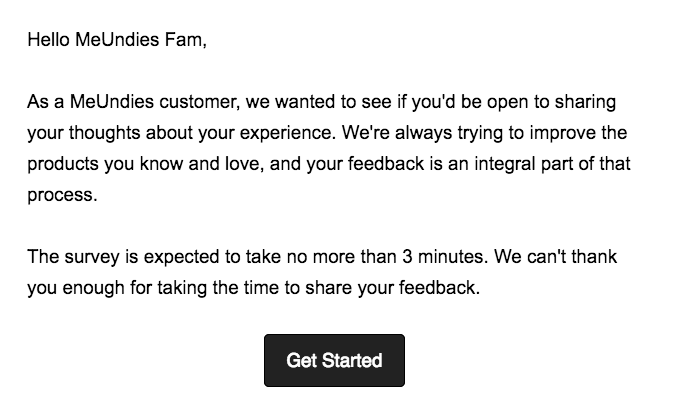 Hello MeUndies Fam,
As a MeUndies customer, we wanted to see if you'd be open to sharing
your thoughts about your experience. We're always trying to improve the
products you know and love, and your feedback is an integral part of that
process.
The survey is expected to take no more than 3 minutes. We can't thank
you enough for taking the time to share your feedback.
Get Started